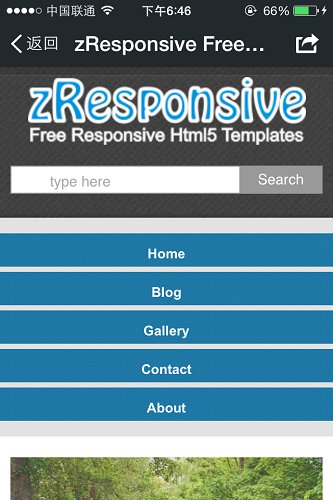 中国联通 下午6:46 66%
返回 zResponsive Free...
zResponsive
Free Responsive Html5 Templates
type here Search
Home
Blog
Gallery
Contact
About